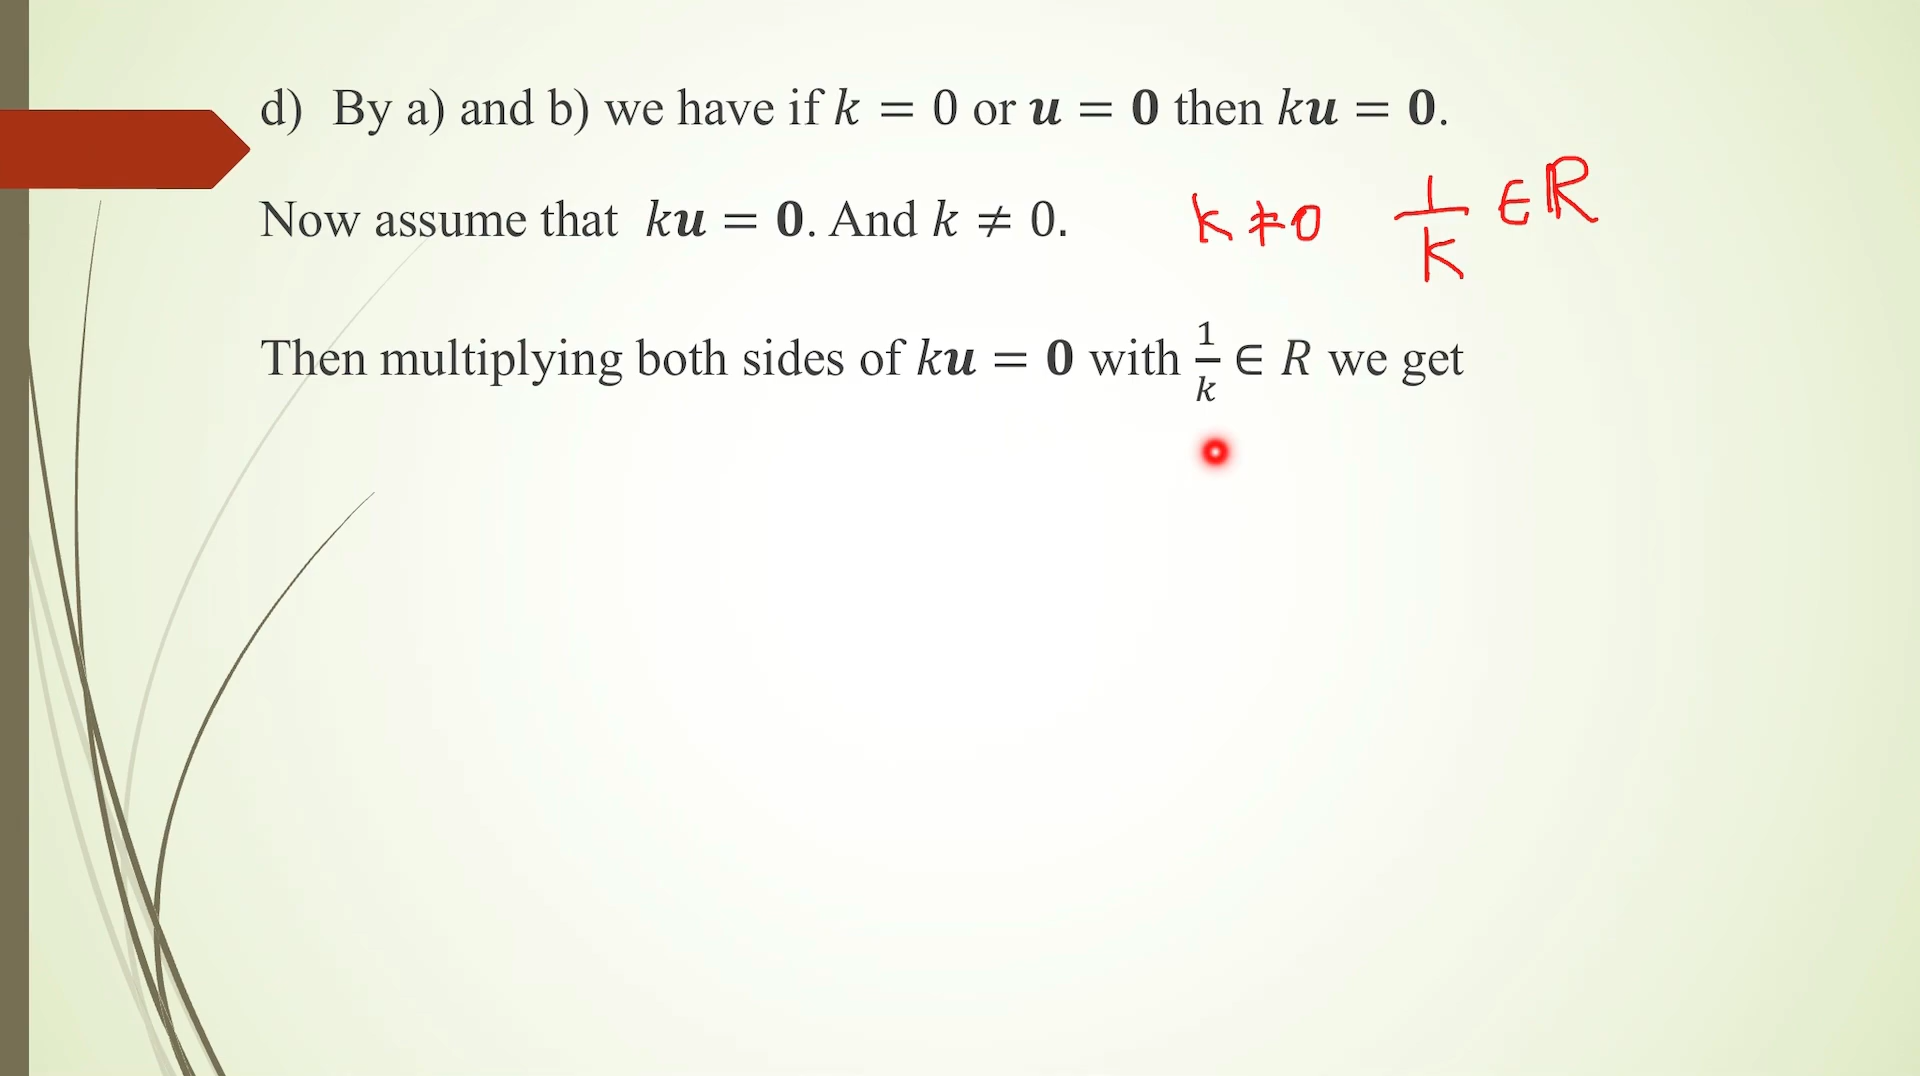 d) By a) and b) we have if k = 0 or u = 0 then ku = 0.
Now assume that ku = 0. And k ≠ 0.
k ≠ 0 1/k ∈ ℝ
Then multiplying both sides of ku = 0 with 1/k ∈ R we get